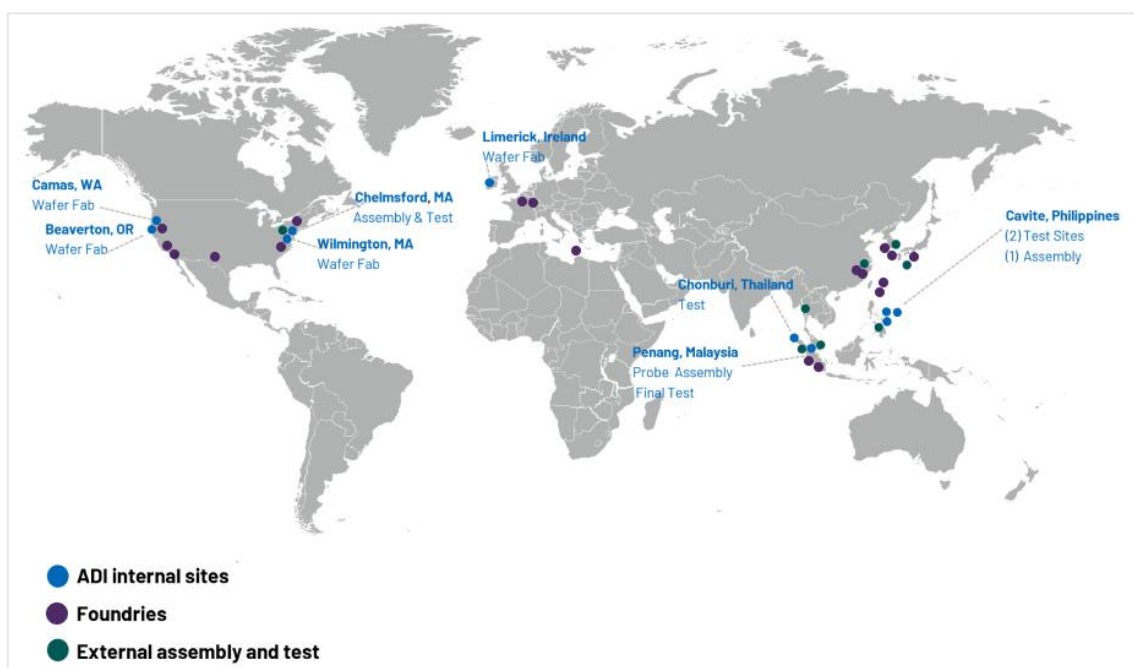 Limerick, Ireland
Wafer Fab
Camas, WA
Wafer Fab
Beaverton, OR
Wafer Fab
Chelmsford, MA
Assembly & Test
Wilmington, MA
Wafer Fab
Cavite, Philippines
(2) Test Sites
(1) Assembly
Chonburi, Thailand
Test
Penang, Malaysia
Probe Assembly
Final Test
ADI internal sites
Foundries
External assembly and test